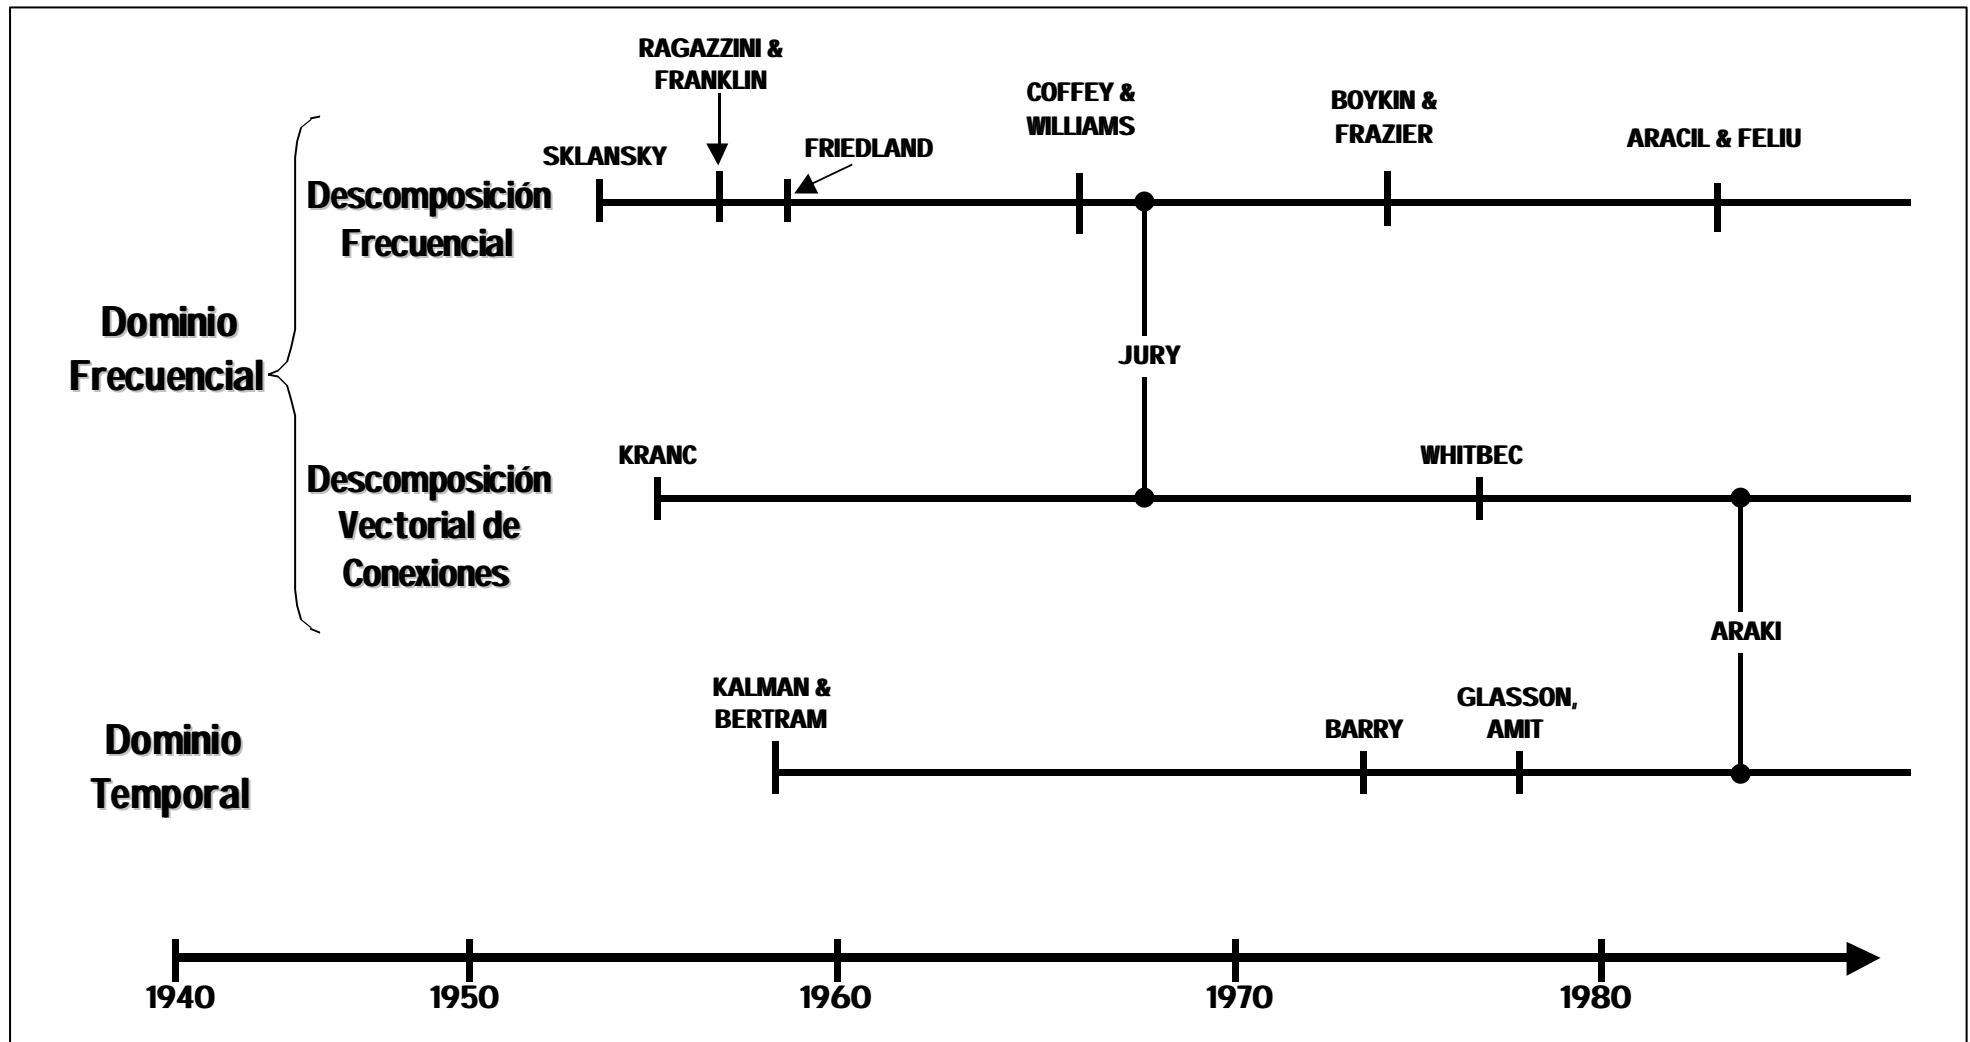 RAGAZZINI &
FRANKLIN
COFFEY &
WILLIAMS
BOYKIN &
FRAZIER
ARACIL & FELIU
SKLANSKY
FRIEDLAND
Descomposición
Frecuencial
Dominio
Frecuencial
JURY
KRANC
WHITBEC
Descomposición
Vectorial de
Conexiones
ARAKI
KALMAN &
BERTRAM
BARRY
GLASSON,
AMIT
Dominio
Temporal
1940
1950
1960
1970
1980